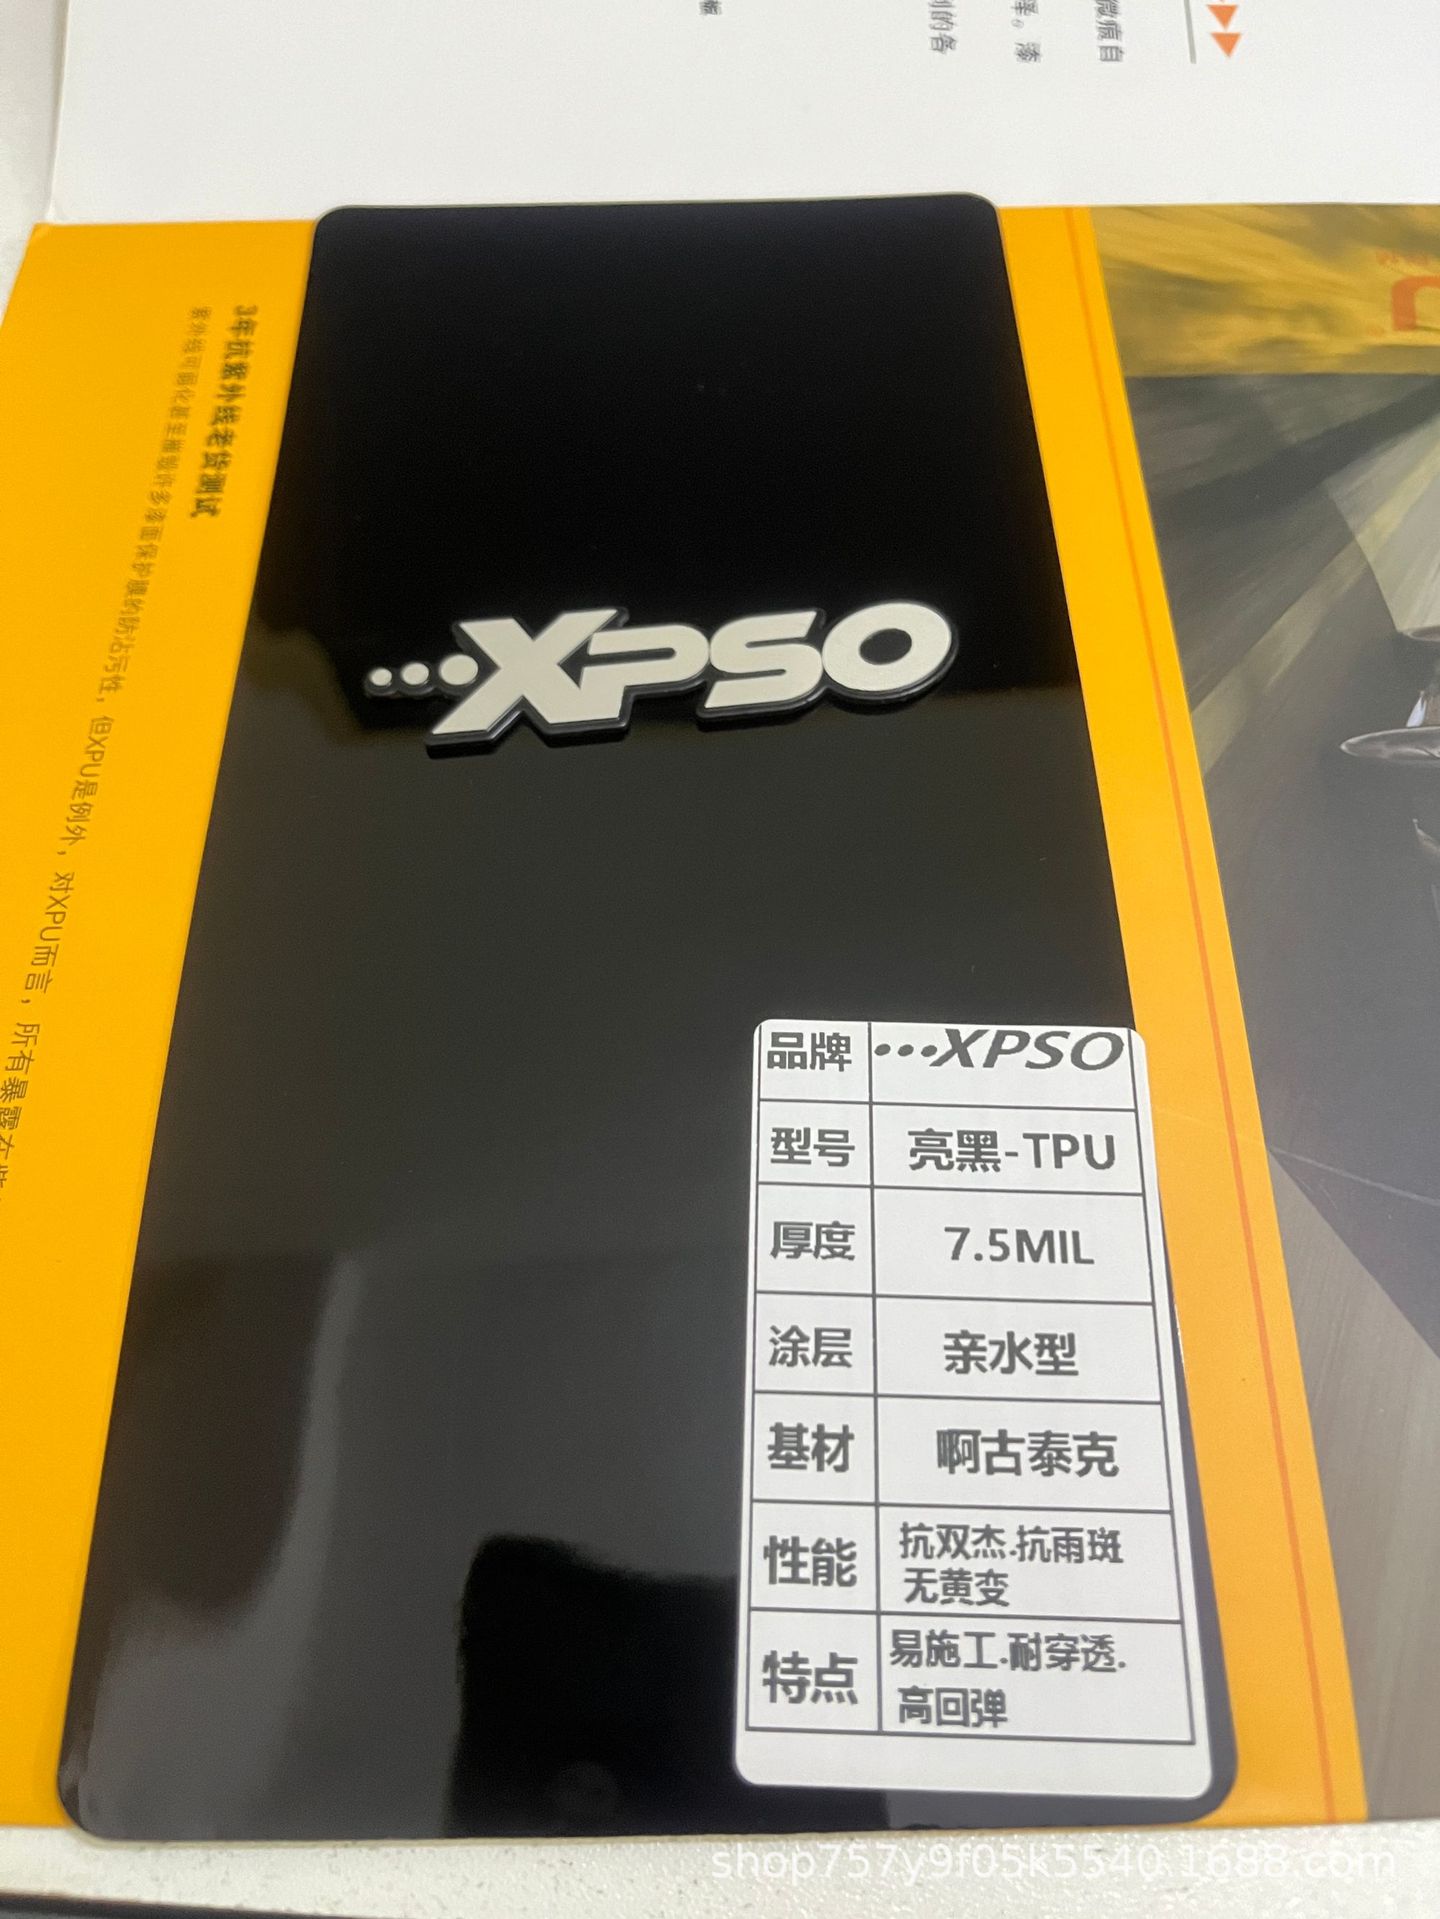 3年抗紫外线老货测试
但XPU是例外，对XPU而言，所有暴露在
XPSO
品牌 XPSO
型号 亮黑-TPU
厚度 7.5MIL
涂层 亲水型
基材 啊古泰克
性能 抗双杰.抗雨斑
无黄变
特点 易施工.耐穿透.
高回弹
shop757y9f05k5540.1688.com